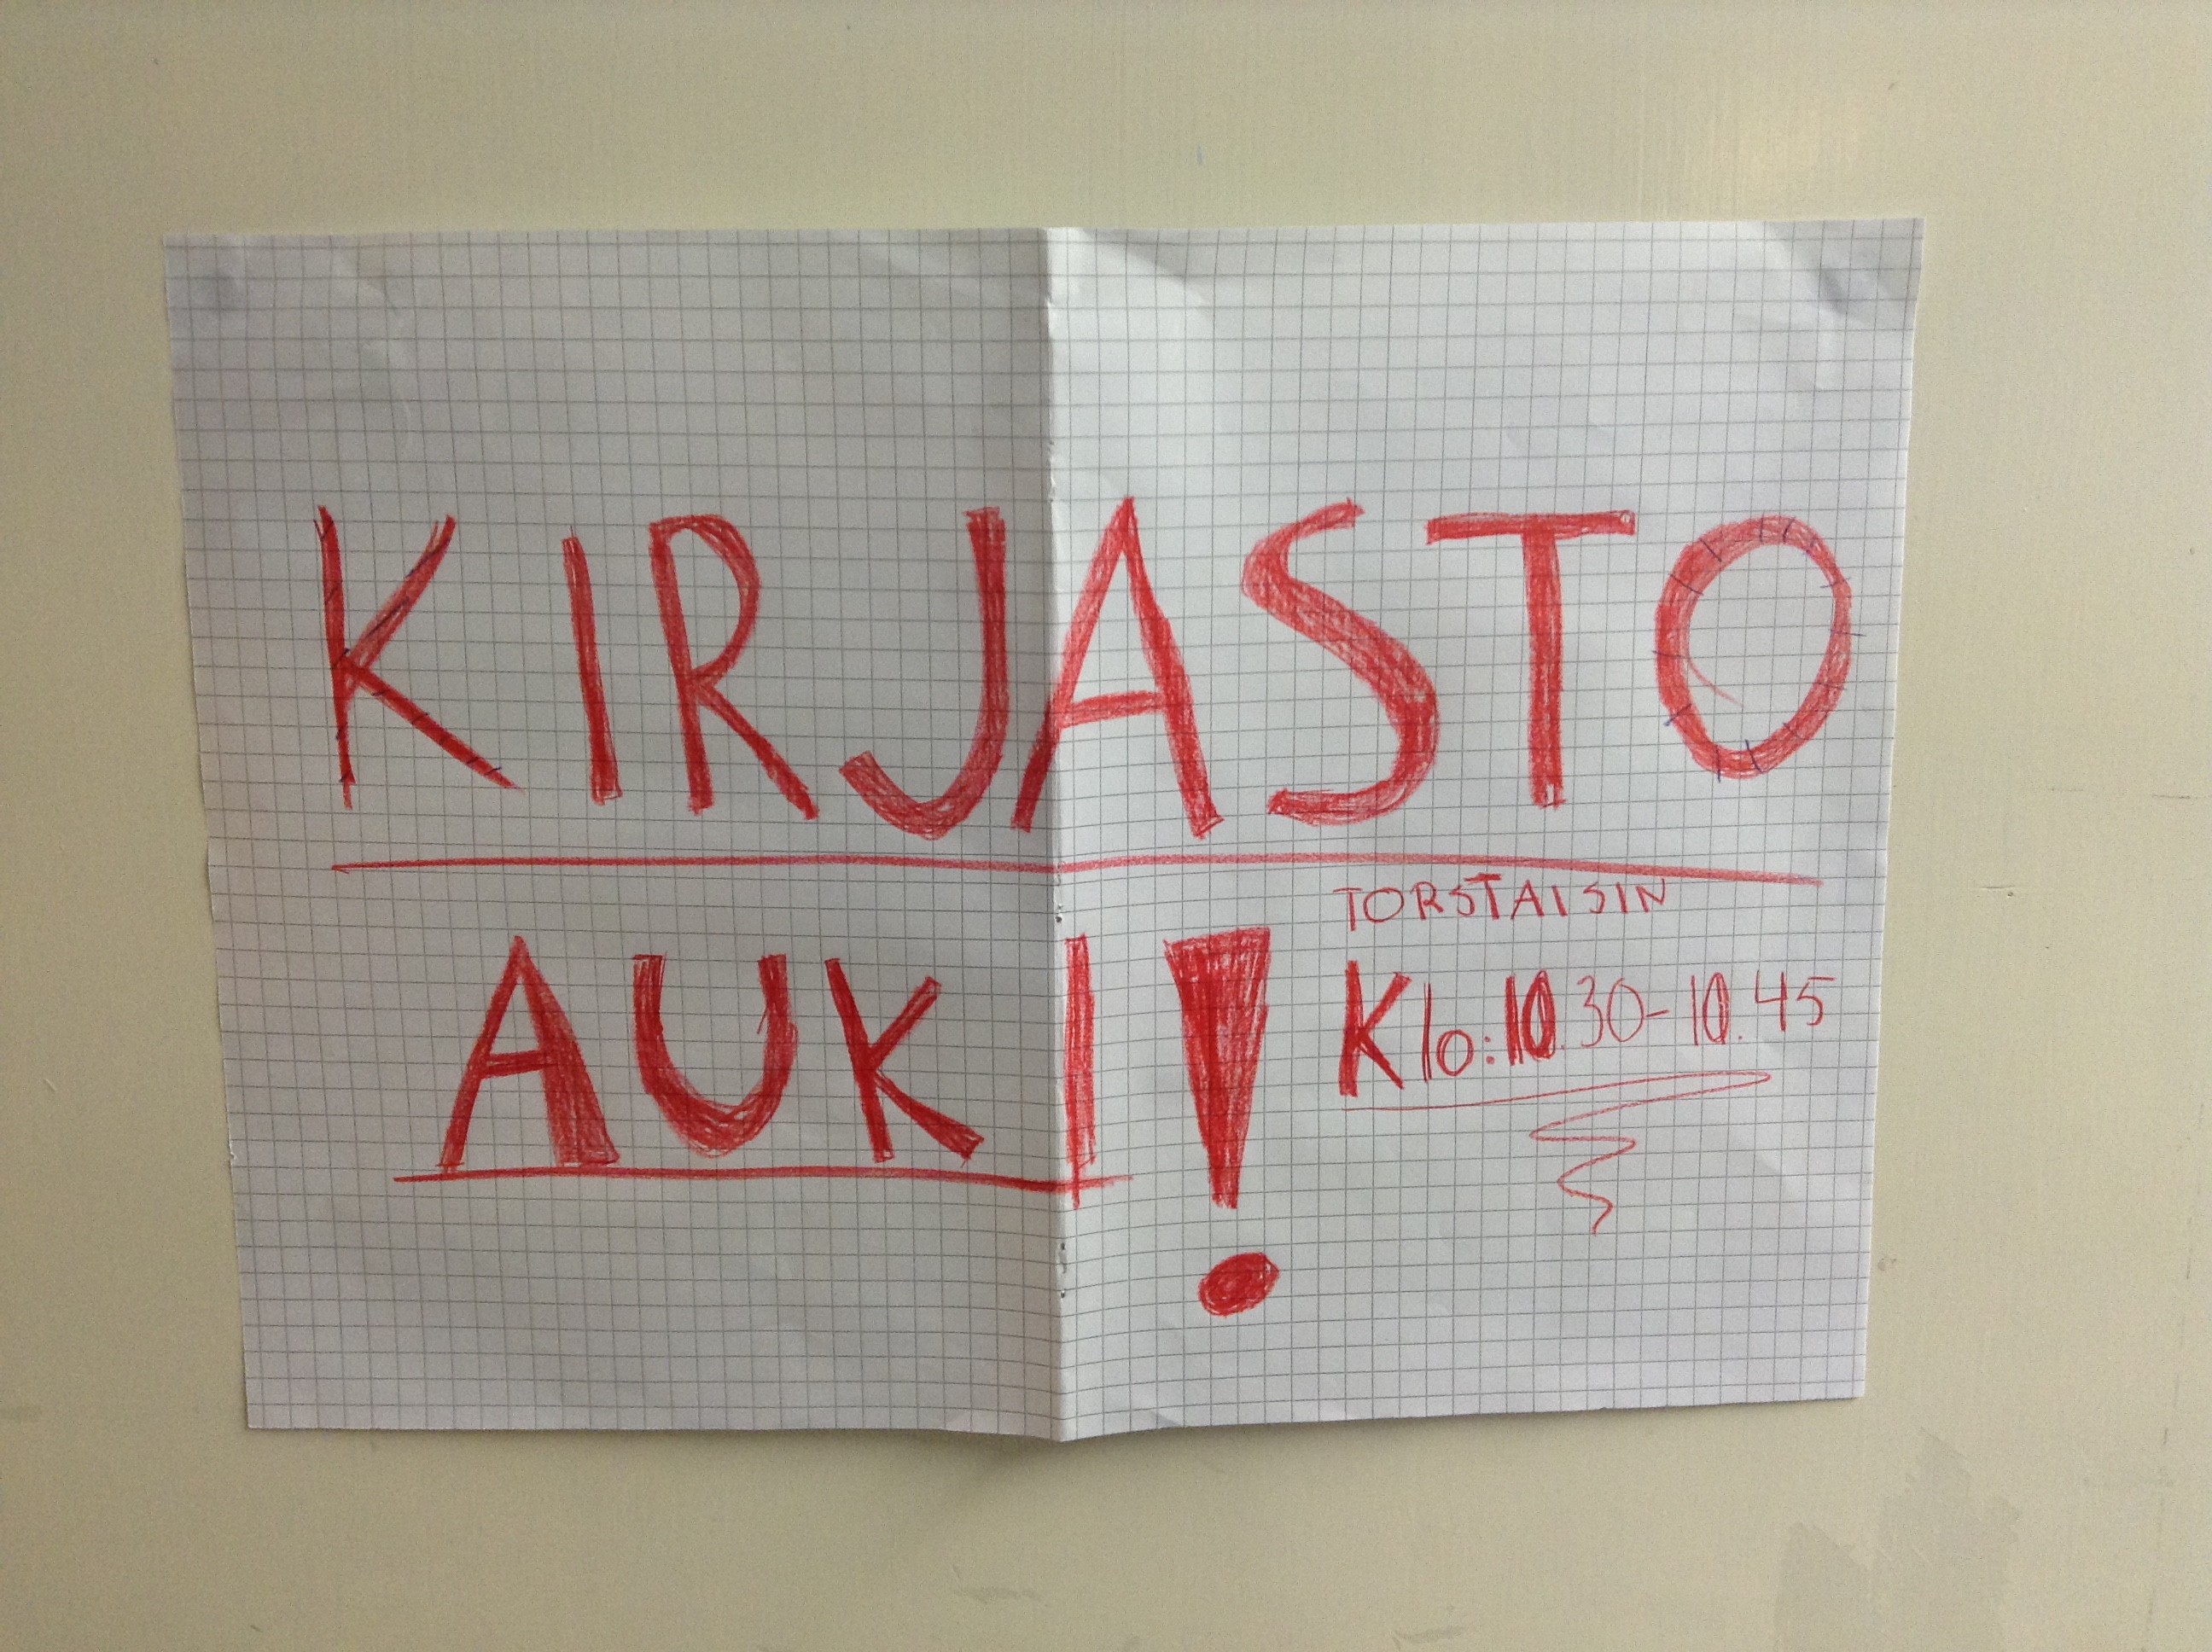 KIRJASTO
AUKI!
TORSTAISIN
Klo: 10.30-10.45